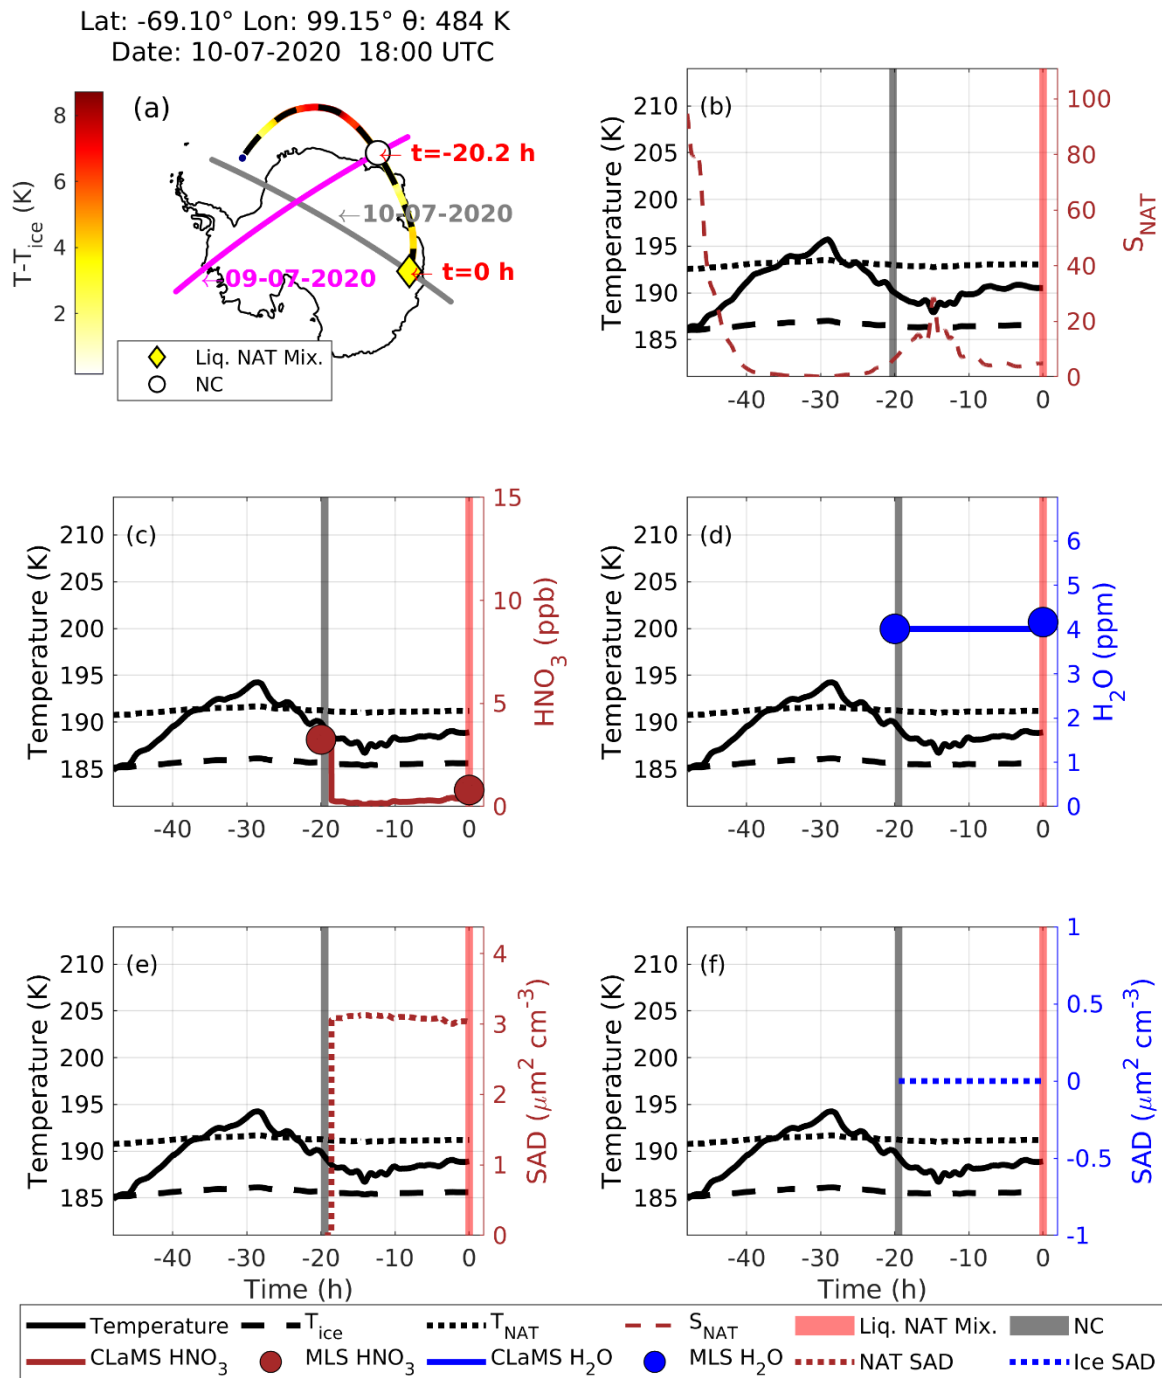 Lat: -69.10° Lon: 99.15° θ: 484 K
Date: 10-07-2020  18:00 UTC
(a)
T-T_ice (K)
8
6
4
2
←t=-20.2 h
←10-07-2020
←09-07-2020
←t=0 h
Liq. NAT Mix.
NC
(b)
Temperature (K)
210
205
200
195
190
185
S_NAT
100
80
60
40
20
0
-40 -30 -20 -10 0
(c)
Temperature (K)
210
205
200
195
190
185
HNO3 (ppb)
15
10
5
0
-40 -30 -20 -10 0
(d)
Temperature (K)
210
205
200
195
190
185
H2O (ppm)
6
5
4
3
2
1
0
-40 -30 -20 -10 0
(e)
Temperature (K)
210
205
200
195
190
185
SAD (μm² cm⁻³)
4
3
2
1
0
-40 -30 -20 -10 0
Time (h)
(f)
Temperature (K)
210
205
200
195
190
185
SAD (μm² cm⁻³)
1
0.5
0
-0.5
-1
-40 -30 -20 -10 0
Time (h)
Temperature T_ice T_NAT S_NAT Liq. NAT Mix. NC
CLaMS HNO3 MLS HNO3 CLaMS H2O MLS H2O NAT SAD Ice SAD